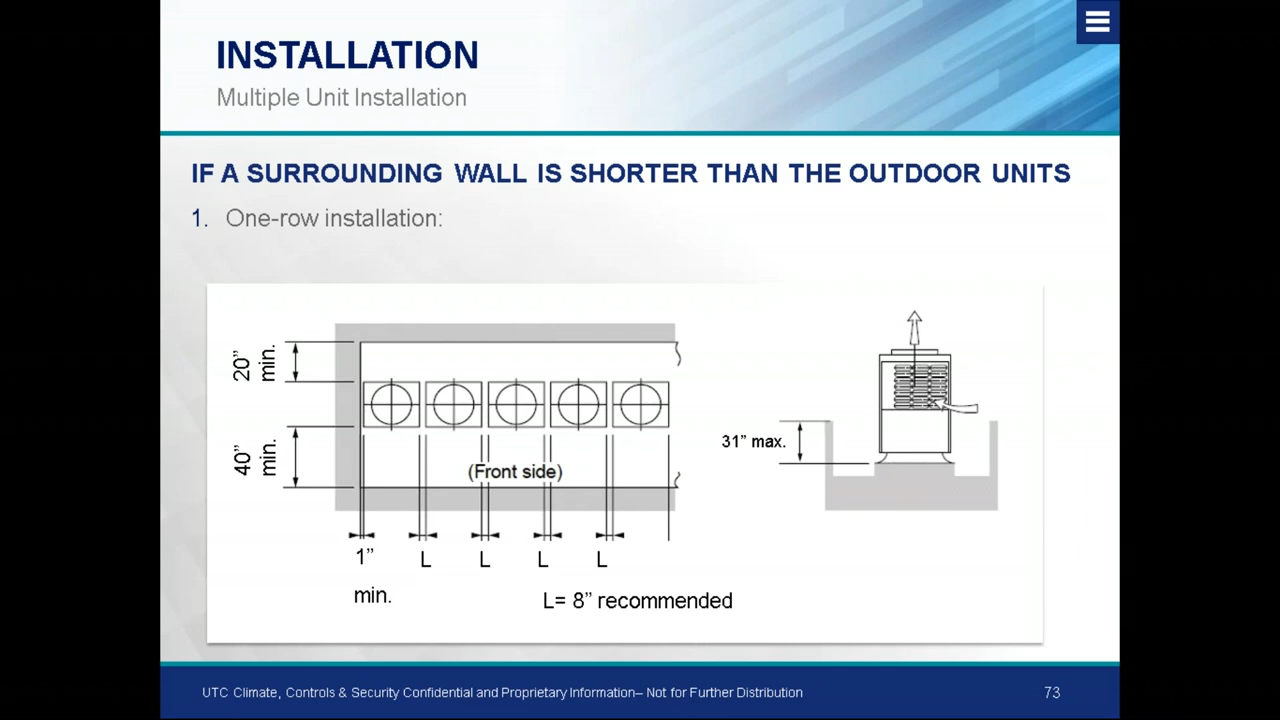 INSTALLATION
Multiple Unit Installation
IF A SURROUNDING WALL IS SHORTER THAN THE OUTDOOR UNITS
1. One-row installation:
20”
min.
40”
min.
(Front side)
31” max.
1”
min.
L L L L
L= 8” recommended
UTC Climate, Controls & Security Confidential and Proprietary Information– Not for Further Distribution
73